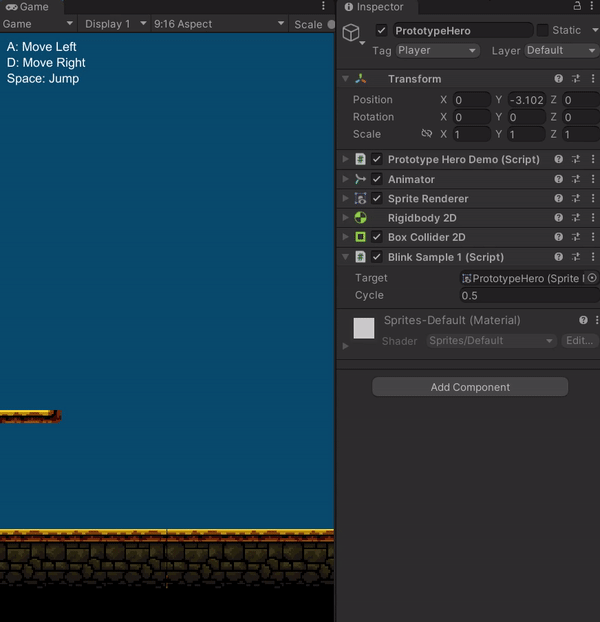 Game
Game
Display 1
9:16 Aspect
Scale
A: Move Left
D: Move Right
Space: Jump
Inspector
PrototypeHero
Static
Tag Player
Layer Default
Transform
Position X 0 Y -3.102 Z 0
Rotation X 0 Y 0 Z 0
Scale X 1 Y 1 Z 1
Prototype Hero Demo (Script)
Animator
Sprite Renderer
Rigidbody 2D
Box Collider 2D
Blink Sample 1 (Script)
Target PrototypeHero (Sprite
Cycle 0.5
Sprites-Default (Material)
Shader Sprites/Default Edit...
Add Component